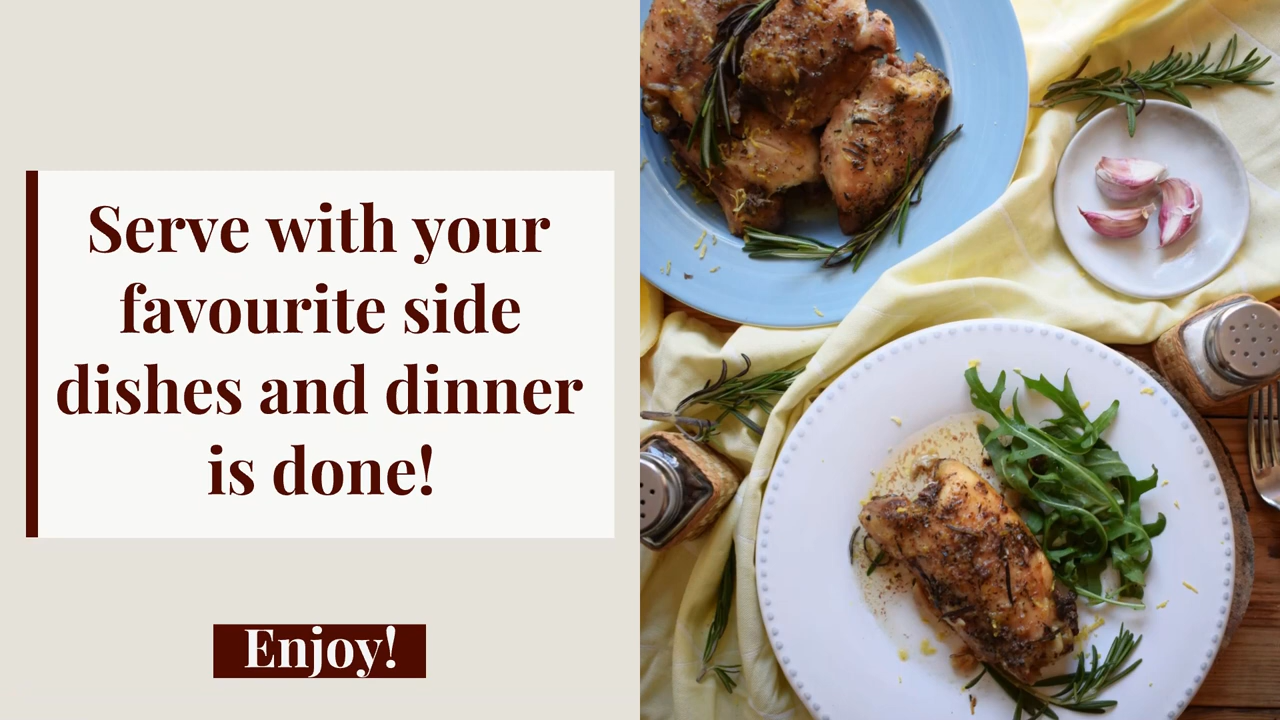 Serve with your
favourite side
dishes and dinner
is done!
Enjoy!